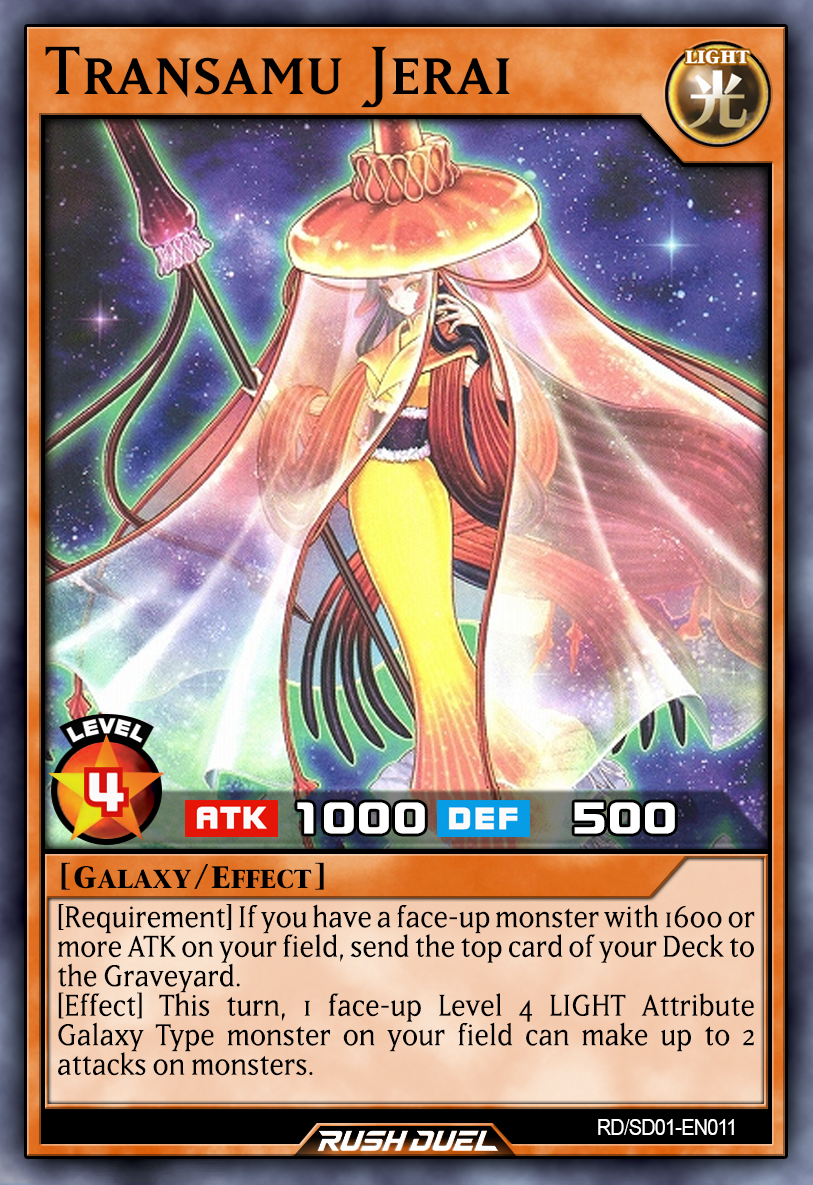 Transamu Jerai
LIGHT
光
LEVEL
4
ATK 1000 DEF 500
[Galaxy/Effect]
[Requirement] If you have a face-up monster with 1600 or
more ATK on your field, send the top card of your Deck to
the Graveyard.
[Effect] This turn, 1 face-up Level 4 LIGHT Attribute
Galaxy Type monster on your field can make up to 2
attacks on monsters.
RD/SD01-EN011
RUSH DUEL